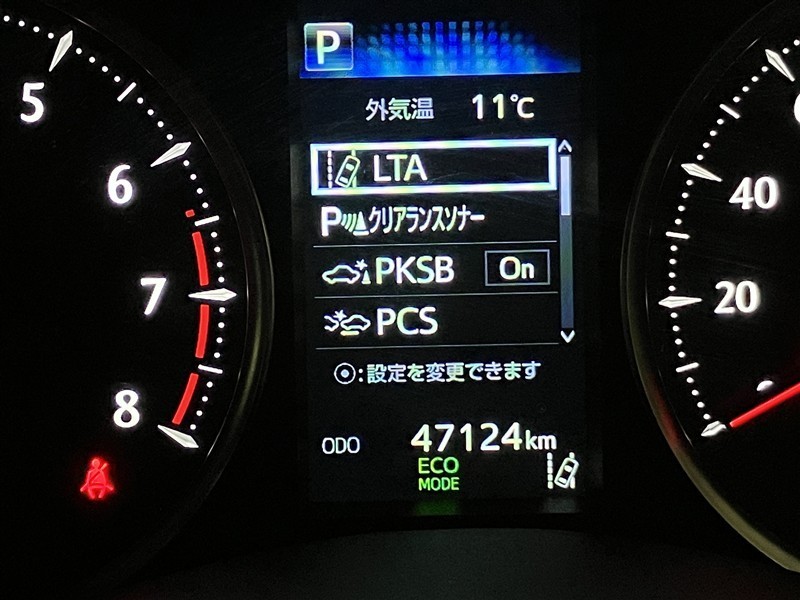 P
外気温 11℃
LTA
Pクリアランスソナー
PKSB On
PCS
:設定を変更できます
ODO 47124km
ECO
MODE
5
6
7
8
40
20